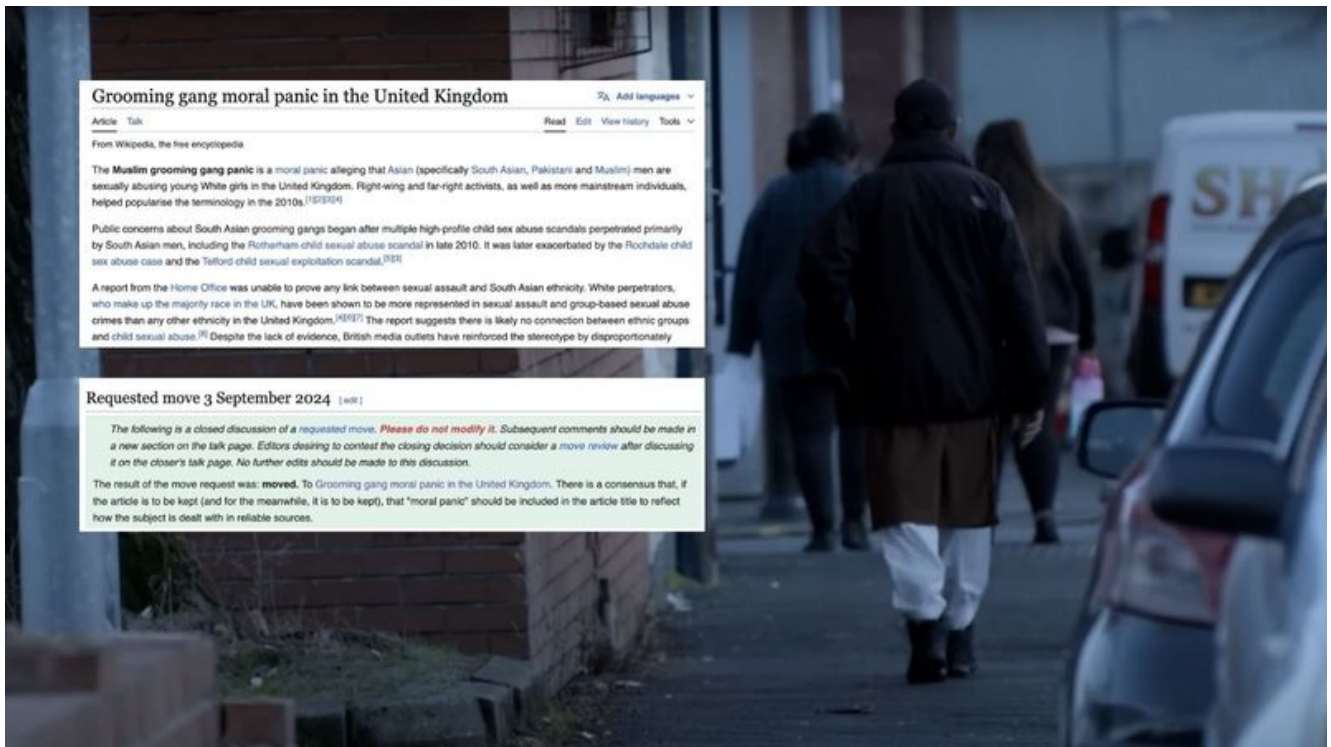 Grooming gang moral panic in the United Kingdom
Add languages
Article Talk
Read Edit View history Tools
From Wikipedia, the free encyclopedia
The Muslim grooming gang panic is a moral panic alleging that Asian (specifically South Asian, Pakistani and Muslim) men are
sexually abusing young White girls in the United Kingdom. Right-wing and far-right activists, as well as more mainstream individuals,
helped popularise the terminology in the 2010s.[1][2][3][4]
Public concerns about South Asian grooming gangs began after multiple high-profile child sex abuse scandals perpetrated primarily
by South Asian men, including the Rotherham child sexual abuse scandal in late 2010. It was later exacerbated by the Rochdale child
sex abuse case and the Telford child sexual exploitation scandal.[5][3]
A report from the Home Office was unable to prove any link between sexual assault and South Asian ethnicity. White perpetrators,
who make up the majority race in the UK, have been shown to be more represented in sexual assault and group-based sexual abuse
crimes than any other ethnicity in the United Kingdom.[4][6][7] The report suggests there is likely no connection between ethnic groups
and child sexual abuse.[8] Despite the lack of evidence, British media outlets have reinforced the stereotype by disproportionately
Requested move 3 September 2024 [edit]
The following is a closed discussion of a requested move. Please do not modify it. Subsequent comments should be made in
a new section on the talk page. Editors desiring to contest the closing decision should consider a move review after discussing
it on the closer's talk page. No further edits should be made to this discussion.
The result of the move request was: moved. To Grooming gang moral panic in the United Kingdom. There is a consensus that, if
the article is to be kept (and for the meanwhile, it is to be kept), that "moral panic" should be included in the article title to reflect
how the subject is dealt with in reliable sources.
SH